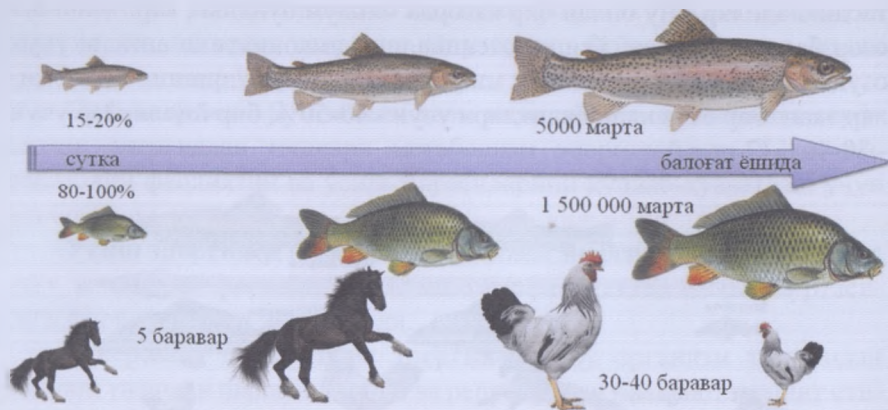 15-20%
5000 марта
сутка
балоғат ёшида
80-100%
1 500 000 марта
5 баравар
30-40 баравар